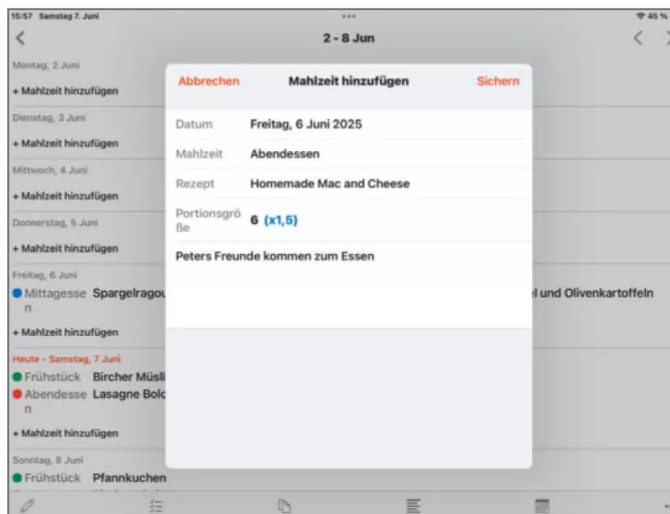 15:57 Samstag 7. Juni
45 %
2 - 8 Jun
Montag, 2 Juni
+ Mahlzeit hinzufügen
Dienstag, 3 Juni
+ Mahlzeit hinzufügen
Mittwoch, 4 Juni
+ Mahlzeit hinzufügen
Donnerstag, 5 Juni
+ Mahlzeit hinzufügen
Freitag, 6 Juni
Mittagesse
n
Spargelragou
l und Olivenkartoffeln
+ Mahlzeit hinzufügen
Heute - Samstag, 7 Juni
Frühstück Bircher Müsli
Abendesse
n
Lasagne Bolo
+ Mahlzeit hinzufügen
Sonntag, 8 Juni
Frühstück Pfannkuchen
Abbrechen Mahlzeit hinzufügen Sichern
Datum Freitag, 6 Juni 2025
Mahlzeit Abendessen
Rezept Homemade Mac and Cheese
Portionsgrö
ße
6 (x1,5)
Peters Freunde kommen zum Essen